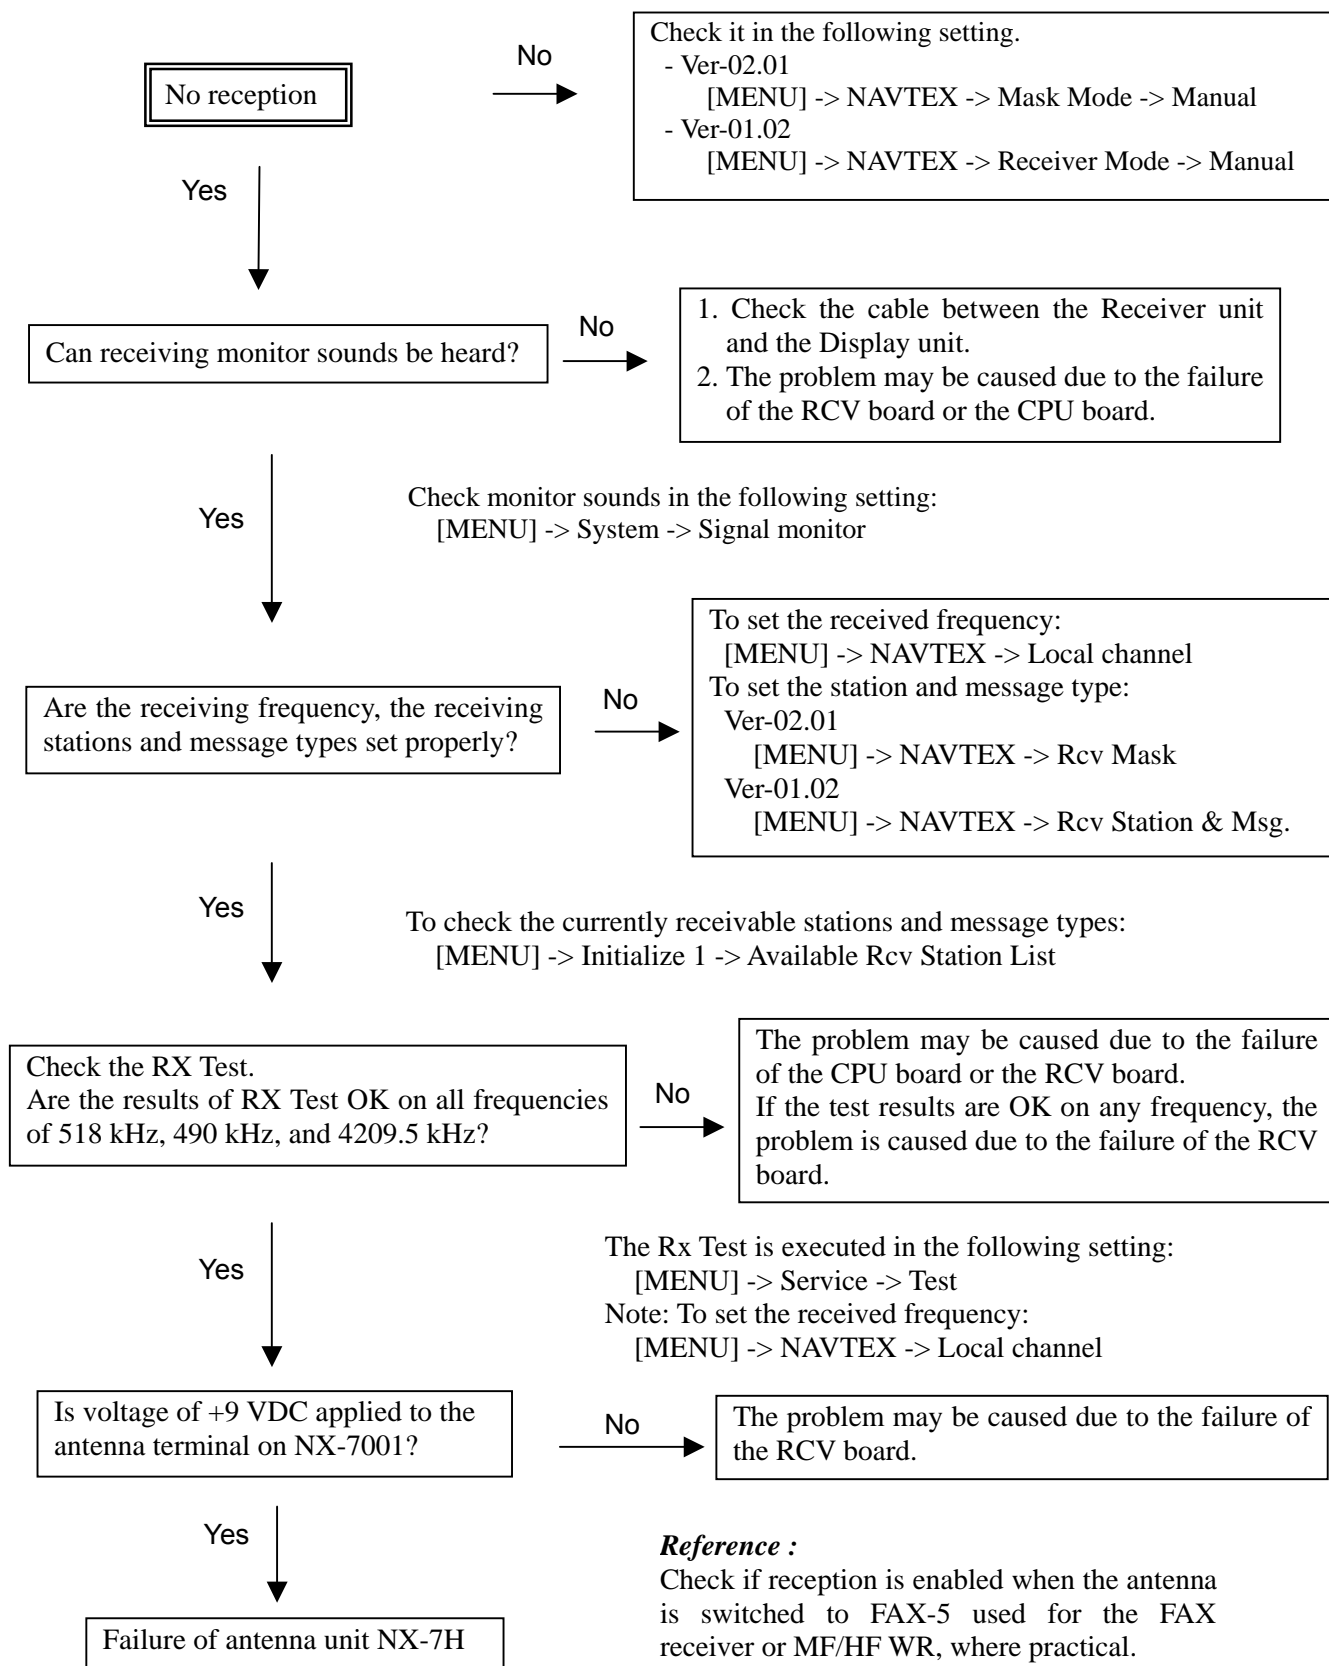 No reception
No
Check it in the following setting.
- Ver-02.01
[MENU] -> NAVTEX -> Mask Mode -> Manual
- Ver-01.02
[MENU] -> NAVTEX -> Receiver Mode -> Manual
Yes
Can receiving monitor sounds be heard?
No
1. Check the cable between the Receiver unit
and the Display unit.
2. The problem may be caused due to the failure
of the RCV board or the CPU board.
Yes
Check monitor sounds in the following setting:
[MENU] -> System -> Signal monitor
Are the receiving frequency, the receiving
stations and message types set properly?
No
To set the received frequency:
[MENU] -> NAVTEX -> Local channel
To set the station and message type:
Ver-02.01
[MENU] -> NAVTEX -> Rcv Mask
Ver-01.02
[MENU] -> NAVTEX -> Rcv Station & Msg.
Yes
To check the currently receivable stations and message types:
[MENU] -> Initialize 1 -> Available Rcv Station List
Check the RX Test.
Are the results of RX Test OK on all frequencies
of 518 kHz, 490 kHz, and 4209.5 kHz?
No
The problem may be caused due to the failure
of the CPU board or the RCV board.
If the test results are OK on any frequency, the
problem is caused due to the failure of the RCV
board.
Yes
The Rx Test is executed in the following setting:
[MENU] -> Service -> Test
Note: To set the received frequency:
[MENU] -> NAVTEX -> Local channel
Is voltage of +9 VDC applied to the
antenna terminal on NX-7001?
No
The problem may be caused due to the failure of
the RCV board.
Yes
Failure of antenna unit NX-7H
Reference :
Check if reception is enabled when the antenna
is switched to FAX-5 used for the FAX
receiver or MF/HF WR, where practical.